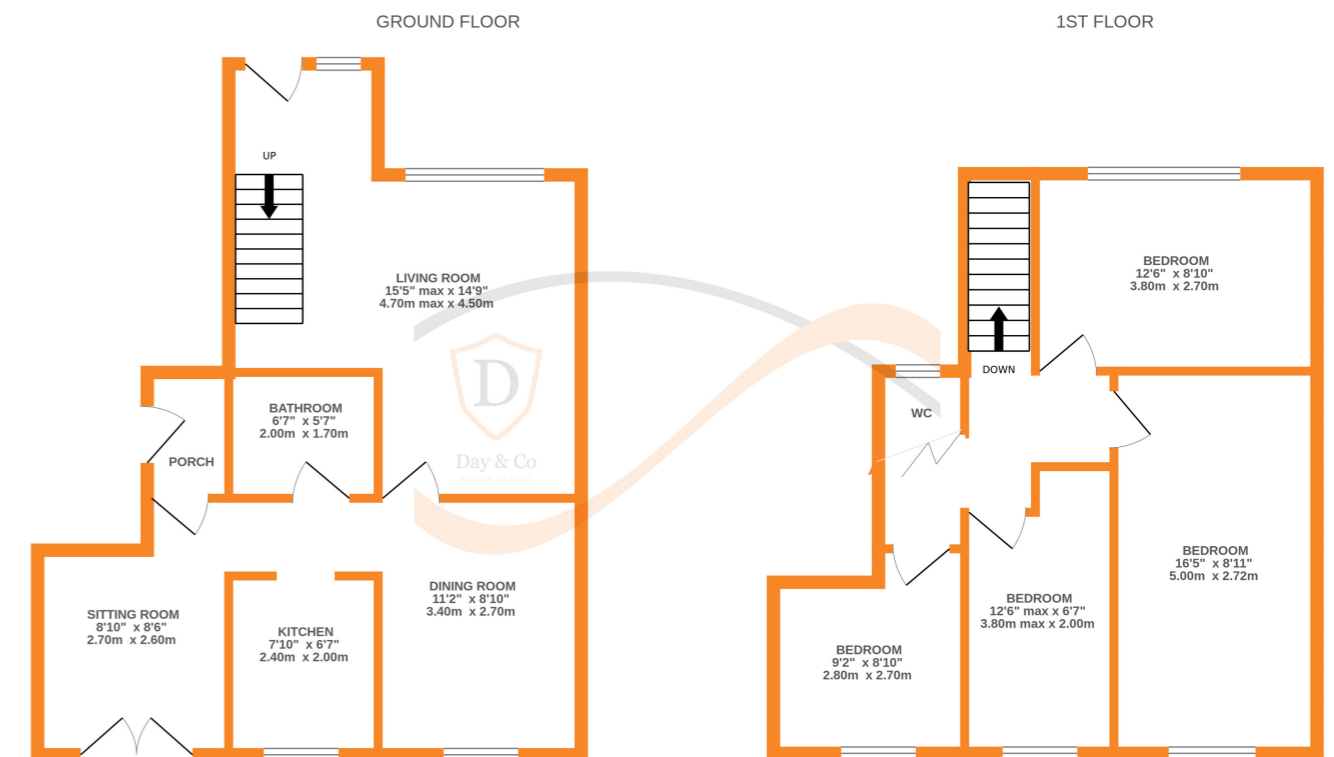 GROUND FLOOR
1ST FLOOR
UP
LIVING ROOM
15'5" max x 14'9"
4.70m max x 4.50m
BATHROOM
6'7" x 5'7"
2.00m x 1.70m
PORCH
D
Day & Co
ESTATE AGENTS
SITTING ROOM
8'10" x 8'6"
2.70m x 2.60m
KITCHEN
7'10" x 6'7"
2.40m x 2.00m
DINING ROOM
11'2" x 8'10"
3.40m x 2.70m
BEDROOM
12'6" x 8'10"
3.80m x 2.70m
DOWN
WC
BEDROOM
16'5" x 8'11"
5.00m x 2.72m
BEDROOM
12'6" max x 6'7"
3.80m max x 2.00m
BEDROOM
9'2" x 8'10"
2.80m x 2.70m